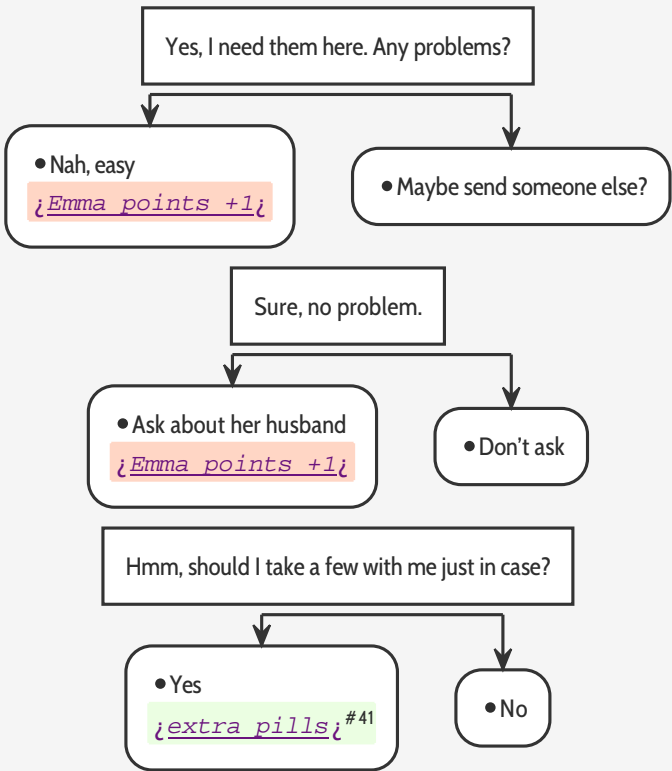 Yes, I need them here. Any problems?
• Nah, easy
¿Emma points +1¿
• Maybe send someone else?
Sure, no problem.
• Ask about her husband
¿Emma points +1¿
• Don't ask
Hmm, should I take a few with me just in case?
• Yes
¿extra pills¿#41
• No